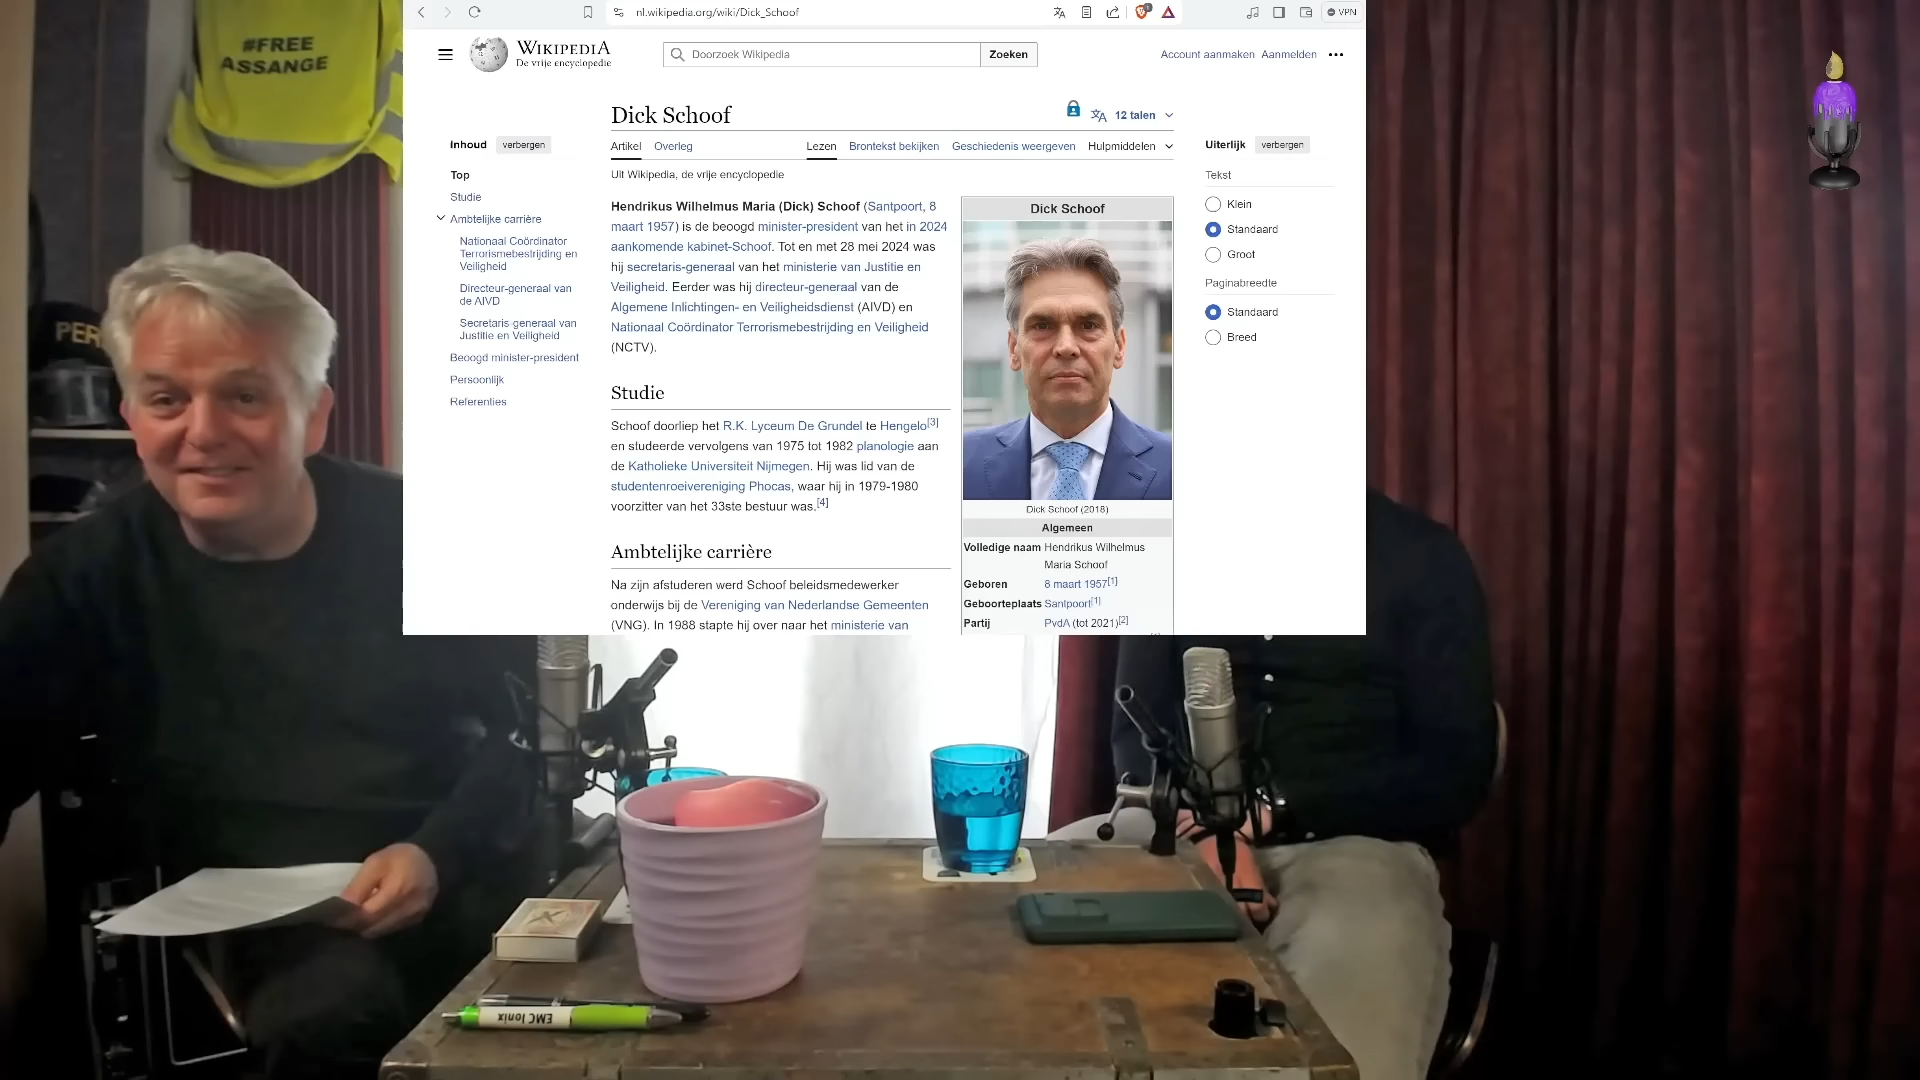 #FREE
ASSANGE
PER
nl.wikipedia.org/wiki/Dick_Schoof
VPN
WIKIPEDIA
De vrije encyclopedie
Doorzoek Wikipedia
Zoeken
Account aanmaken
Aanmelden
Dick Schoof
12 talen
Inhoud
verbergen
Artikel
Overleg
Lezen
Brontekst bekijken
Geschiedenis weergeven
Hulpmiddelen
Uiterlijk
verbergen
Top
Studie
Ambtelijke carrière
Nationaal Coördinator
Terrorismebestrijding en
Veiligheid
Directeur-generaal van
de AIVD
Secretaris-generaal van
Justitie en Veiligheid
Beoogd minister-president
Persoonlijk
Referenties
Uit Wikipedia, de vrije encyclopedie
Hendrikus Wilhelmus Maria (Dick) Schoof (Santpoort, 8
maart 1957) is de beoogd minister-president van het in 2024
aankomende kabinet-Schoof. Tot en met 28 mei 2024 was
hij secretaris-generaal van het ministerie van Justitie en
Veiligheid. Eerder was hij directeur-generaal van de
Algemene Inlichtingen- en Veiligheidsdienst (AIVD) en
Nationaal Coördinator Terrorismebestrijding en Veiligheid
(NCTV).
Studie
Schoof doorliep het R.K. Lyceum De Grundel te Hengelo[3]
en studeerde vervolgens van 1975 tot 1982 planologie aan
de Katholieke Universiteit Nijmegen. Hij was lid van de
studentenroeivereniging Phocas, waar hij in 1979-1980
voorzitter van het 33ste bestuur was.[4]
Ambtelijke carrière
Na zijn afstuderen werd Schoof beleidsmedewerker
onderwijs bij de Vereniging van Nederlandse Gemeenten
(VNG). In 1988 stapte hij over naar het ministerie van
Dick Schoof
Dick Schoof (2018)
Algemeen
Volledige naam Hendrikus Wilhelmus
Maria Schoof
Geboren 8 maart 1957[1]
Geboorteplaats Santpoort[1]
Partij PvdA (tot 2021)[2]
Tekst
Klein
Standaard
Groot
Paginabreedte
Standaard
Breed
EMC Ionix